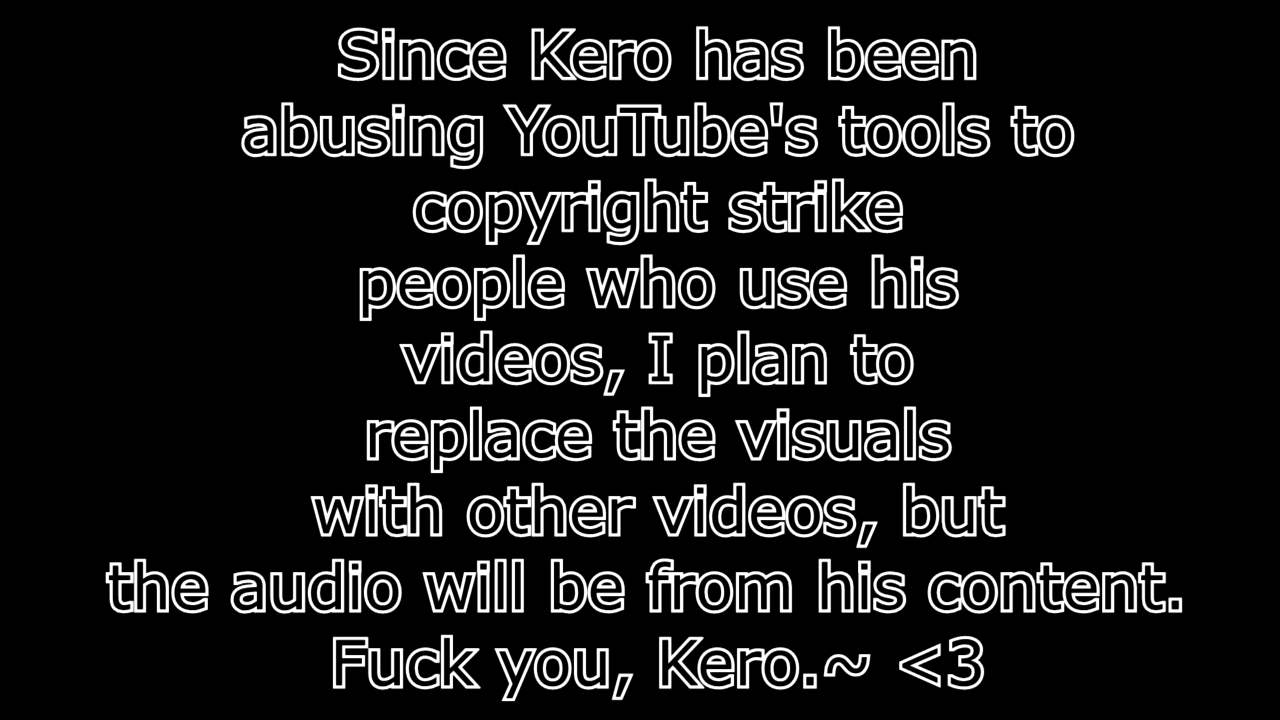 Since Kero has been
abusing YouTube's tools to
copyright strike
people who use his
videos, I plan to
replace the visuals
with other videos, but
the audio will be from his content.
Fuck you, Kero.~ <3